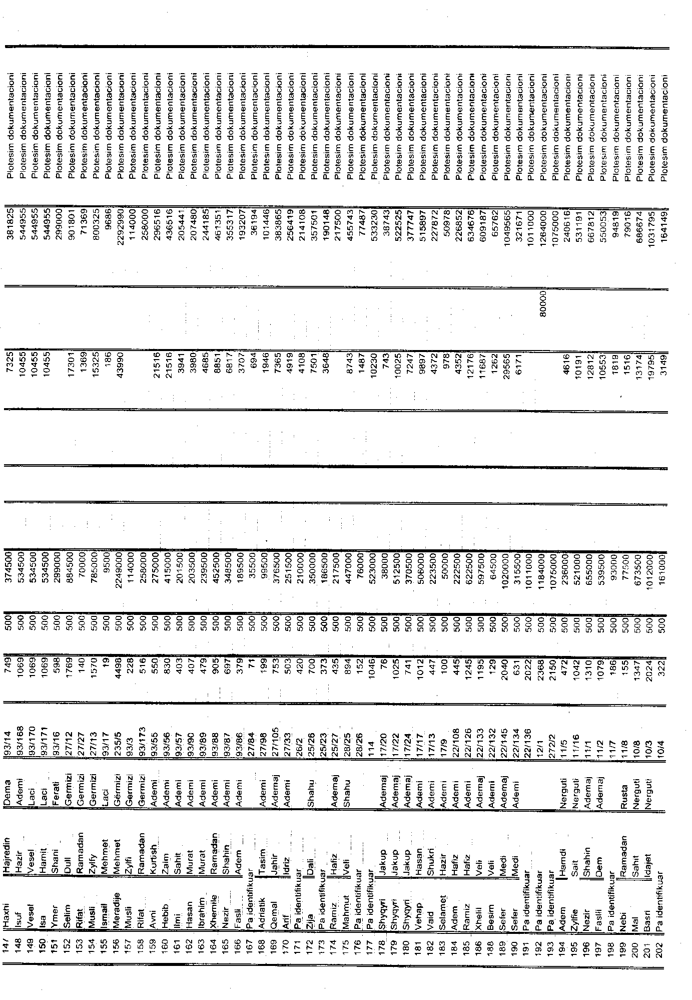 147 Haxhi Hajredin Dema 93/14 749 500 374500 7325 381825 Plotesim dokumentacioni
148 Isuf Hazir Ademi 93/168 1069 500 534500 10455 544955 Plotesim dokumentacioni
149 Vesel Vesel Laci 93/170 1069 500 534500 10455 544955 Plotesim dokumentacioni
150 Isa Hamit Laci 93/171 1069 500 534500 10455 544955 Plotesim dokumentacioni
151 Ymer Shani Ferati 93/16 598 500 299000 299000 Plotesim dokumentacioni
152 Selim Dull Germizi 27/12 1769 500 884500 17301 901801 Plotesim dokumentacioni
153 Rifat Ramadan Germizi 27/27 140 500 70000 1369 71369 Plotesim dokumentacioni
154 Musli Zylfy Germizi 27/13 1570 500 785000 15325 800325 Plotesim dokumentacioni
155 Ismail Mehmet Laci 93/17 19 500 9500 186 9686 Plotesim dokumentacioni
156 Meradije Mehmet Germizi 235/5 4498 500 2249000 43990 2292990 Plotesim dokumentacioni
157 Musli Zylfi Germizi 93/3 228 500 114000 114000 Plotesim dokumentacioni
158 Rifat Ramadan Germizi 93/173 516 500 258000 258000 Plotesim dokumentacioni
159 Avni Kurtish Ademi 93/55 550 500 275000 21516 296516 Plotesim dokumentacioni
160 Hebib Zaim Ademi 93/56 830 500 415000 21516 436516 Plotesim dokumentacioni
161 Ilmi Sahit Ademi 93/57 403 500 201500 3941 205441 Plotesim dokumentacioni
162 Hasan Murat Ademi 93/90 407 500 203500 3980 207480 Plotesim dokumentacioni
163 Ibrahim Murat Ademi 93/89 479 500 239500 4685 244185 Plotesim dokumentacioni
164 Xhemile Ramadan Ademi 93/88 905 500 452500 8851 461351 Plotesim dokumentacioni
165 Nezir Shahin Ademi 93/87 697 500 348500 6817 355317 Plotesim dokumentacioni
166 Fasli Adem Ademi 93/86 379 500 189500 3707 193207 Plotesim dokumentacioni
167 Pa identifikuar 27/84 71 500 35500 694 36194 Plotesim dokumentacioni
168 Adriatik Tasim Ademi 27/98 199 500 99500 1946 101446 Plotesim dokumentacioni
169 Qemal Jahir Ademaj 27/105 753 500 376500 7365 383865 Plotesim dokumentacioni
170 Arif Idriz Ademi 27/33 503 500 251500 4919 256419 Plotesim dokumentacioni
171 Pa identifikuar 26/2 420 500 210000 4108 214108 Plotesim dokumentacioni
172 Zija Dali Shahu 25/26 700 500 350000 7501 357501 Plotesim dokumentacioni
173 Pa identifikuar 25/23 373 500 186500 3648 190148 Plotesim dokumentacioni
174 Ramiz Hafiz Ademaj 25/27 435 500 217500 217500 Plotesim dokumentacioni
175 Mahmut Veli Shahu 28/25 894 500 447000 8743 455743 Plotesim dokumentacioni
176 Pa identifikuar 28/26 152 500 76000 1487 77487 Plotesim dokumentacioni
177 Pa identifikuar 114 1046 500 523000 10230 533230 Plotesim dokumentacioni
178 Shyqyri Jakup Ademaj 17/20 76 500 38000 743 38743 Plotesim dokumentacioni
179 Shyqyri Jakup Ademaj 17/22 1025 500 512500 10025 522525 Plotesim dokumentacioni
180 Shyqyri Jakup Ademaj 17/24 741 500 370500 7247 377747 Plotesim dokumentacioni
181 Vehap Hasan Ademi 17/17 1012 500 506000 9897 515897 Plotesim dokumentacioni
182 Vaid Shukri Ademi 17/13 447 500 223500 4372 227872 Plotesim dokumentacioni
183 Selamet Hazir Ademi 17/9 100 500 50000 978 50978 Plotesim dokumentacioni
184 Adem Hafiz Ademi 22/108 445 500 222500 4352 226852 Plotesim dokumentacioni
185 Ramiz Hafiz Ademi 22/126 1245 500 622500 12176 634676 Plotesim dokumentacioni
186 Xhelil Veli Ademaj 22/133 1195 500 597500 11687 609187 Plotesim dokumentacioni
188 Besim Veli Ademi 22/132 129 500 64500 1262 65762 Plotesim dokumentacioni
189 Sefer Medi Ademaj 22/145 2040 500 1020000 29565 1049565 Plotesim dokumentacioni
190 Sefer Medi Ademi 22/134 631 500 315500 6171 321671 Plotesim dokumentacioni
191 Pa identifikuar 22/136 2022 500 1011000 1011000 Plotesim dokumentacioni
192 Pa identifikuar 12/1 2368 500 1184000 80000 1264000 Plotesim dokumentacioni
193 Pa identifikuar 272/2 2150 500 1075000 1075000 Plotesim dokumentacioni
194 Adem Hamdi Nerguti 11/5 472 500 236000 4616 240616 Plotesim dokumentacioni
195 Zylfie Sait Nerguti 11/16 1042 500 521000 10191 531191 Plotesim dokumentacioni
196 Nezir Shahin Ademaj 11/1 1310 500 655000 12812 667812 Plotesim dokumentacioni
197 Faslli Dem Ademaj 11/2 1079 500 539500 10553 550053 Plotesim dokumentacioni
198 Pa identifikuar 11/7 186 500 93000 1819 94819 Plotesim dokumentacioni
199 Nebi Ramadan Rusta 11/8 155 500 77500 1516 79016 Plotesim dokumentacioni
200 Mal Sahit Nerguti 10/8 1347 500 673500 13174 686674 Plotesim dokumentacioni
201 Basri Idajet Nerguti 10/3 2024 500 1012000 19795 1031795 Plotesim dokumentacioni
202 Pa identifikuar 10/4 322 500 161000 3149 164149 Plotesim dokumentacioni